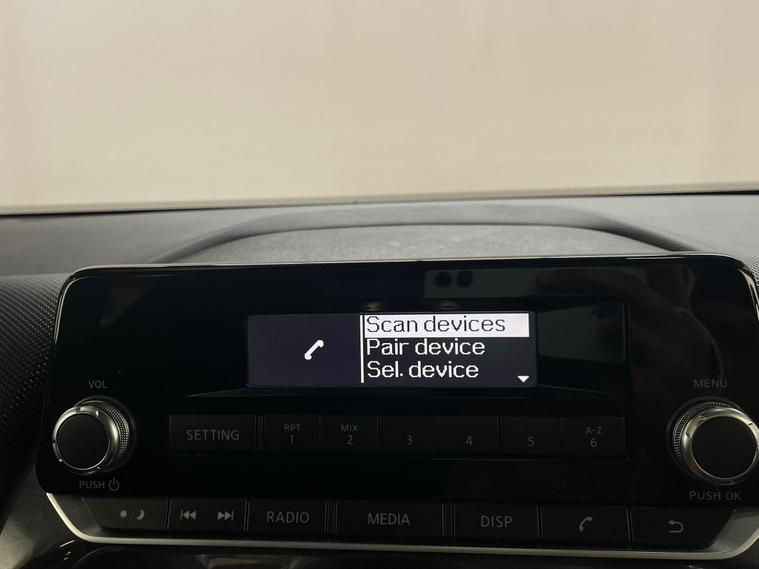 Scan devices
Pair device
Sel. device
VOL
MENU
SETTING
RPT
1
MIX
2
3
4
5
A-Z
6
PUSH
PUSH OK
RADIO
MEDIA
DISP